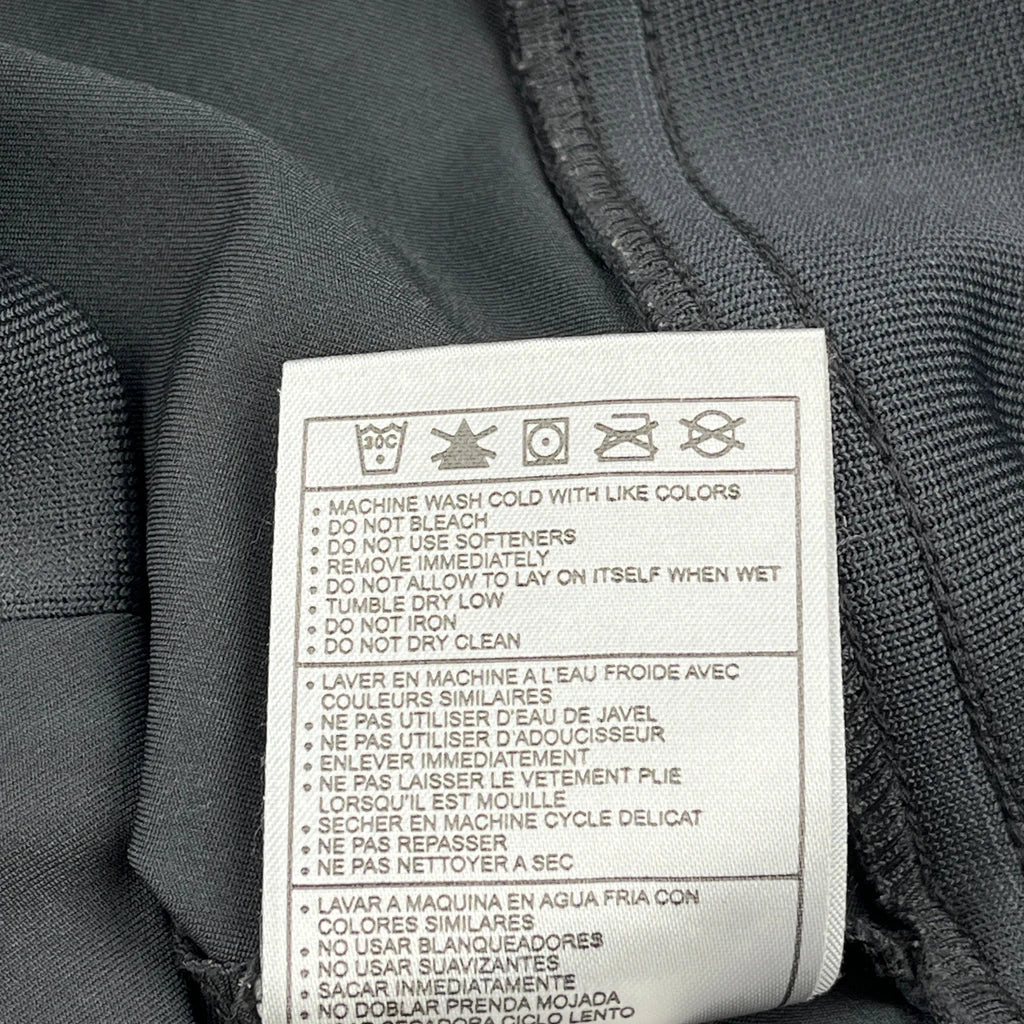 30C
• MACHINE WASH COLD WITH LIKE COLORS
• DO NOT BLEACH
• DO NOT USE SOFTENERS
• REMOVE IMMEDIATELY
• DO NOT ALLOW TO LAY ON ITSELF WHEN WET
• TUMBLE DRY LOW
• DO NOT IRON
• DO NOT DRY CLEAN
• LAVER EN MACHINE A L'EAU FROIDE AVEC
COULEURS SIMILAIRES
• NE PAS UTILISER D'EAU DE JAVEL
• NE PAS UTILISER D'ADOUCISSEUR
• ENLEVER IMMEDIATEMENT
• NE PAS LAISSER LE VETEMENT PLIE
LORSQU'IL EST MOUILLE
• SECHER EN MACHINE CYCLE DELICAT
• NE PAS REPASSER
• NE PAS NETTOYER A SEC
• LAVAR A MAQUINA EN AGUA FRIA CON
COLORES SIMILARES
• NO USAR BLANQUEADORES
• NO USAR SUAVIZANTES
• SACAR INMEDIATAMENTE
• NO DOBLAR PRENDA MOJADA
SECADORA CICLO LENTO